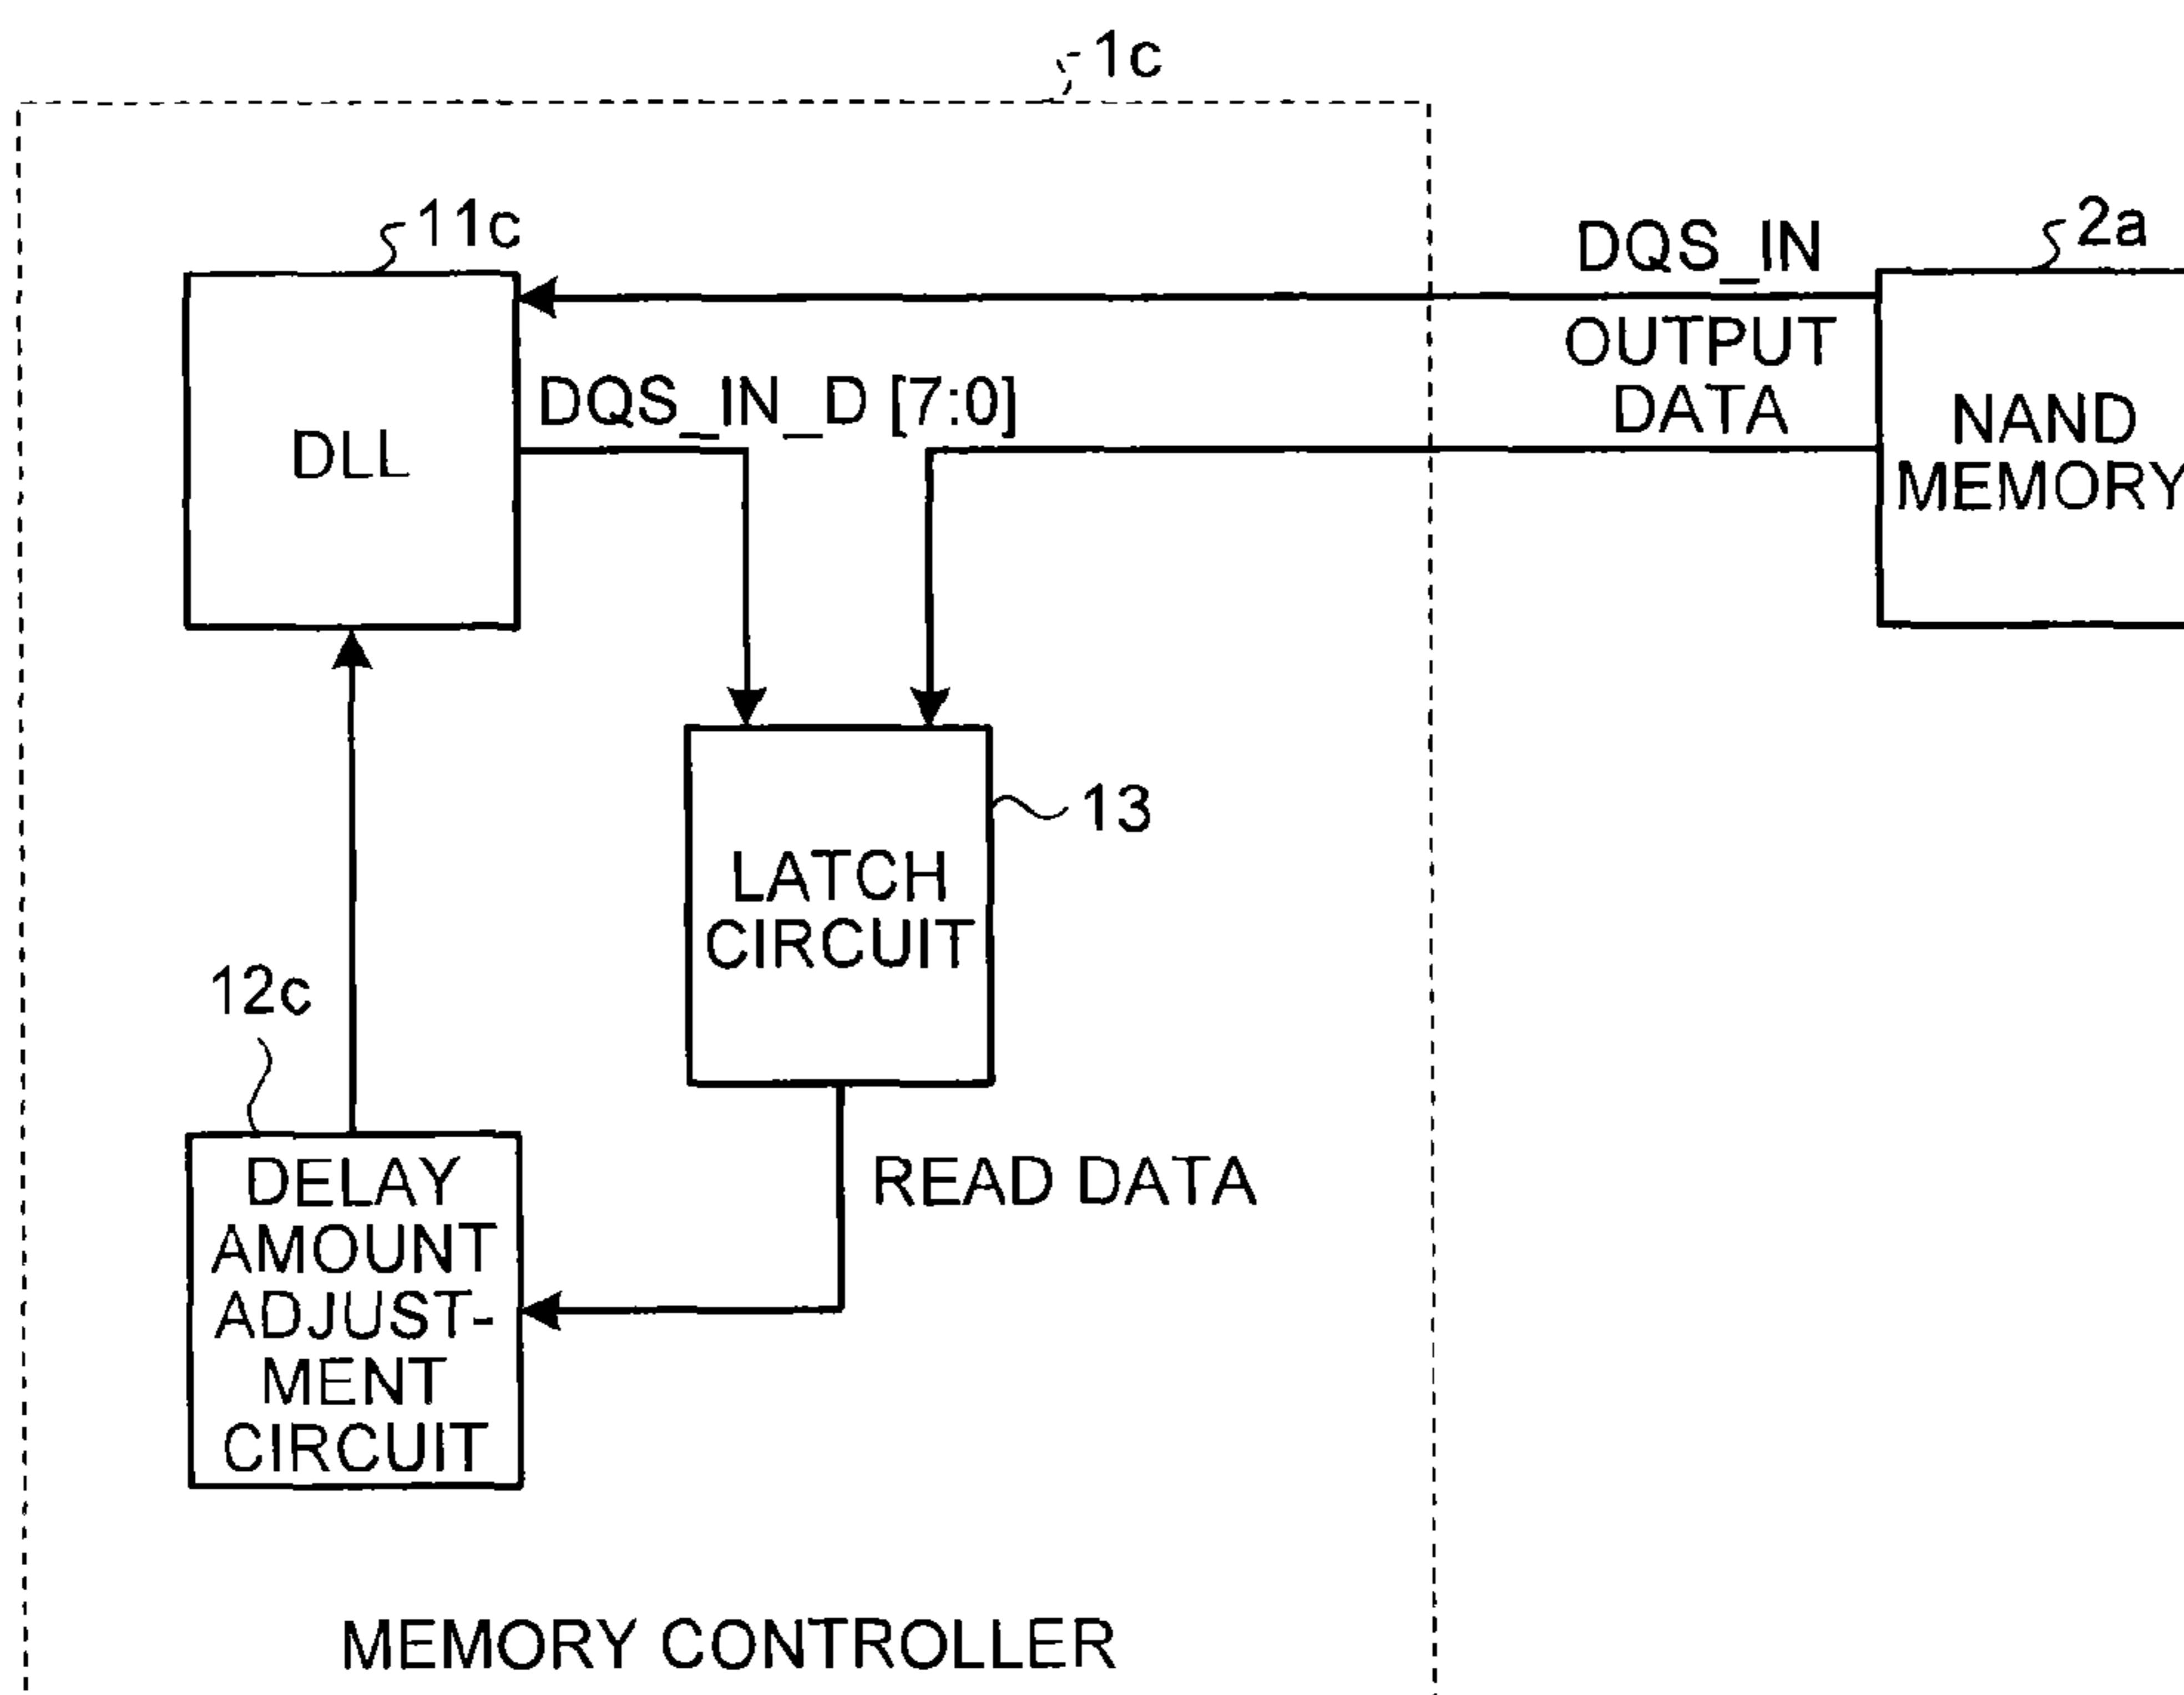 1c
11c
DQS_IN
2a
OUTPUT
DATA
DQS_IN_D [7:0]
DLL
NAND
MEMORY
13
LATCH
CIRCUIT
12c
DELAY
AMOUNT
ADJUST-
MENT
CIRCUIT
READ DATA
MEMORY CONTROLLER